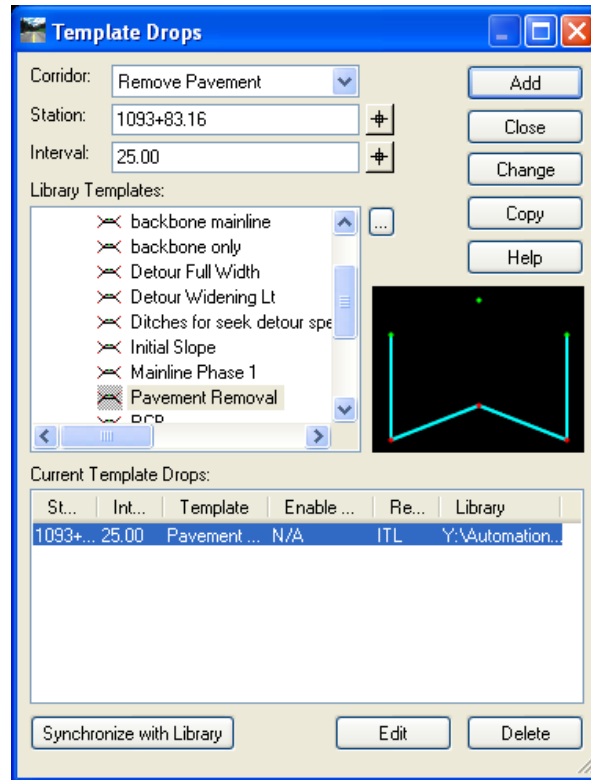 Template Drops
Corridor: Remove Pavement
Add
Station: 1093+83.16
Close
Interval: 25.00
Change
Library Templates:
Copy
Help
backbone mainline
...
backbone only
Detour Full Width
Detour Widening Lt
Ditches for seek detour spe
Initial Slope
Mainline Phase 1
Pavement Removal
Current Template Drops:
St... Int... Template Enable ... Re... Library
1093+... 25.00 Pavement ... N/A ITL Y:\Automation...
Synchronize with Library Edit Delete